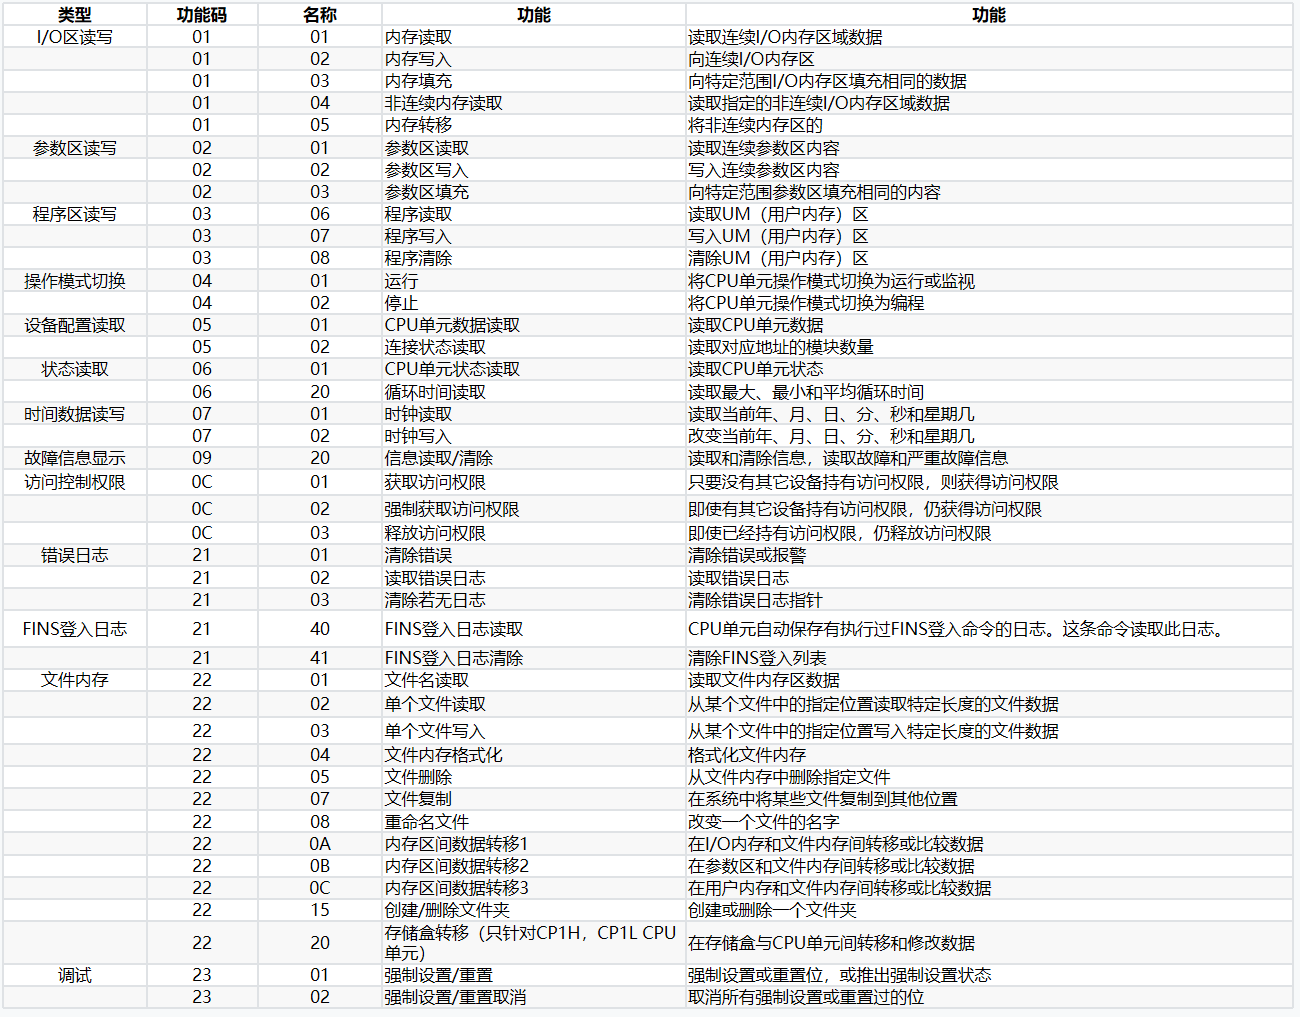 类型 功能码 名称 功能 功能
I/O区读写 01 01 内存读取 读取连续I/O内存区域数据
01 02 内存写入 向连续I/O内存区
01 03 内存填充 向特定范围I/O内存区填充相同的数据
01 04 非连续内存读取 读取指定的非连续I/O内存区域数据
01 05 内存转移 将非连续内存区的
参数区读写 02 01 参数区读取 读取连续参数区内容
02 02 参数区写入 写入连续参数区内容
02 03 参数区填充 向特定范围参数区填充相同的内容
程序区读写 03 06 程序读取 读取UM（用户内存）区
03 07 程序写入 写入UM（用户内存）区
03 08 程序清除 清除UM（用户内存）区
操作模式切换 04 01 运行 将CPU单元操作模式切换为运行或监视
04 02 停止 将CPU单元操作模式切换为编程
设备配置读取 05 01 CPU单元数据读取 读取CPU单元数据
05 02 连接状态读取 读取对应地址的模块数量
状态读取 06 01 CPU单元状态读取 读取CPU单元状态
06 20 循环时间读取 读取最大、最小和平均循环时间
时间数据读写 07 01 时钟读取 读取当前年、月、日、分、秒和星期几
07 02 时钟写入 改变当前年、月、日、分、秒和星期几
故障信息显示 09 20 信息读取/清除 读取和清除信息，读取故障和严重故障信息
访问控制权限 0C 01 获取访问权限 只要没有其它设备持有访问权限，则获得访问权限
0C 02 强制获取访问权限 即使有其它设备持有访问权限，仍获得访问权限
0C 03 释放访问权限 即使已经持有访问权限，仍释放访问权限
错误日志 21 01 清除错误 清除错误或报警
21 02 读取错误日志 读取错误日志
21 03 清除若无日志 清除错误日志指针
FINS登入日志 21 40 FINS登入日志读取 CPU单元自动保存有执行过FINS登入命令的日志。这条命令读取此日志。
21 41 FINS登入日志清除 清除FINS登入列表
文件内存 22 01 文件名读取 读取文件内存区数据
22 02 单个文件读取 从某个文件中的指定位置读取特定长度的文件数据
22 03 单个文件写入 从某个文件中的指定位置写入特定长度的文件数据
22 04 文件内存格式化 格式化文件内存
22 05 文件删除 从文件内存中删除指定文件
22 07 文件复制 在系统中将某些文件复制到其他位置
22 08 重命名文件 改变一个文件的名字
22 0A 内存区间数据转移1 在I/O内存和文件内存间转移或比较数据
22 0B 内存区间数据转移2 在参数区和文件内存间转移或比较数据
22 0C 内存区间数据转移3 在用户内存和文件内存间转移或比较数据
22 15 创建/删除文件夹 创建或删除一个文件夹
22 20 存储盒转移（只针对CP1H，CP1L CPU
单元） 在存储盒与CPU单元间转移和修改数据
调试 23 01 强制设置/重置 强制设置或重置位，或推出强制设置状态
23 02 强制设置/重置取消 取消所有强制设置或重置过的位